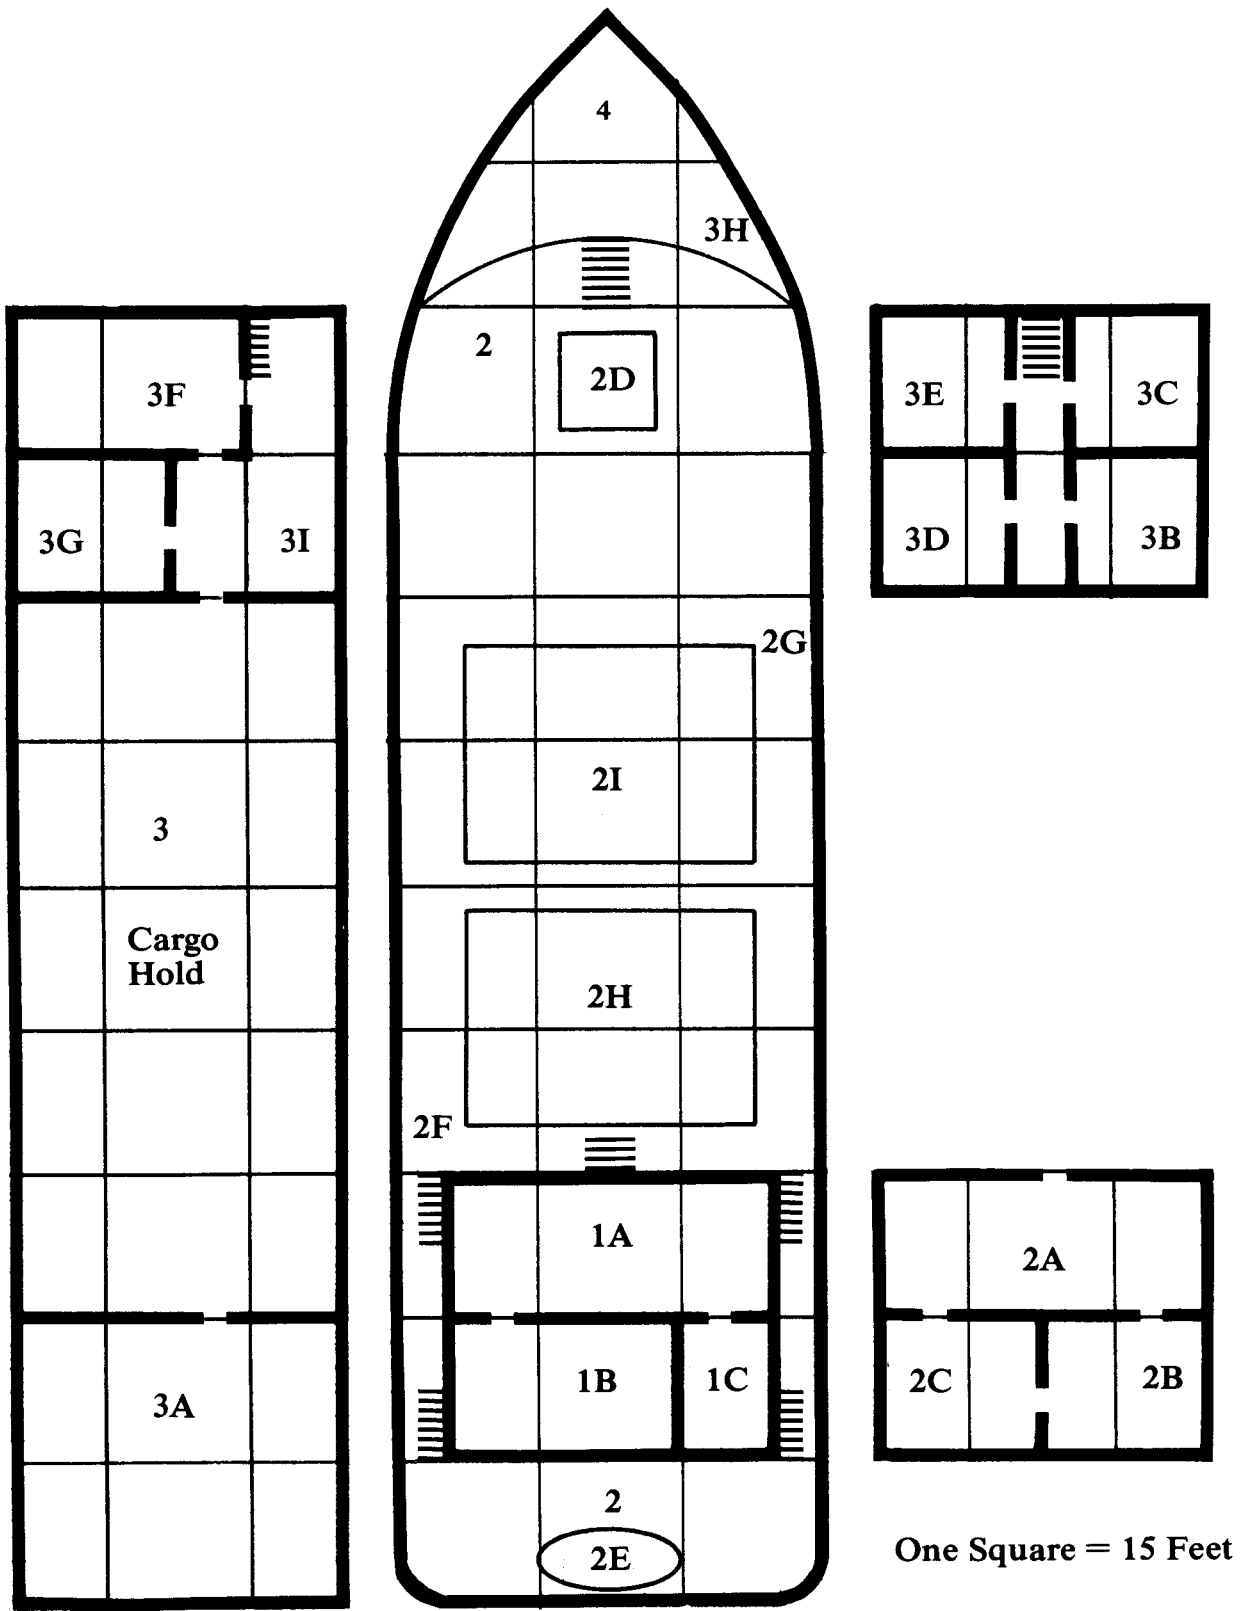 4
3H
2
2D
3F
3E
3C
3G
3I
3D
3B
2G
2I
3
Cargo
Hold
2H
2F
1A
2A
1B
1C
2C
2B
3A
2
2E
One Square = 15 Feet